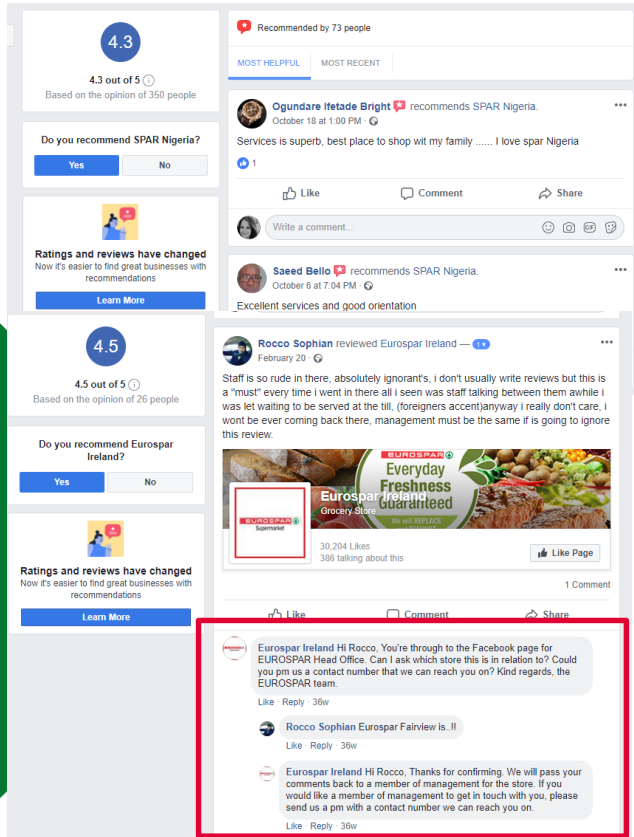 4.3
4.3 out of 5
Based on the opinion of 350 people
Do you recommend SPAR Nigeria?
Yes No
Ratings and reviews have changed
Now it's easier to find great businesses with
recommendations
Learn More
Recommended by 73 people
MOST HELPFUL MOST RECENT
Ogundare Ifetade Bright recommends SPAR Nigeria.
October 18 at 1:00 PM ·
Services is superb, best place to shop wit my family ...... I love spar Nigeria
1
Like Comment Share
Write a comment...
GIF
Saeed Bello recommends SPAR Nigeria.
October 6 at 7:04 PM ·
Excellent services and good orientation
4.5
4.5 out of 5
Based on the opinion of 26 people
Do you recommend Eurospar
Ireland?
Yes No
Ratings and reviews have changed
Now it's easier to find great businesses with
recommendations
Learn More
Rocco Sophian reviewed Eurospar Ireland — 1★
February 20 ·
Staff is so rude in there, absolutely ignorant's, i don't usually write reviews but this is
a "must" every time i went in there all i seen was staff talking between them awhile i
was let waiting to be served at the till, (foreigners accent)anyway i really don't care, i
wont be ever coming back there, management must be the same if is going to ignore
this review.
EUROSPAR
Everyday
Freshness
Guaranteed
We will REPLACE
EUROSPAR
Supermarket
Eurospar Ireland
Grocery Store
30,204 Likes
386 talking about this
Like Page
1 Comment
Like Comment Share
Eurospar Ireland Hi Rocco, You're through to the Facebook page for
EUROSPAR Head Office. Can I ask which store this is in relation to? Could
you pm us a contact number that we can reach you on? Kind regards, the
EUROSPAR team.
Like · Reply · 36w
Rocco Sophian Eurospar Fairview is..!!
Like · Reply · 36w
Eurospar Ireland Hi Rocco, Thanks for confirming. We will pass your
comments back to a member of management for the store. If you
would like a member of management to get in touch with you, please
send us a pm with a contact number we can reach you on.
Like · Reply · 36w